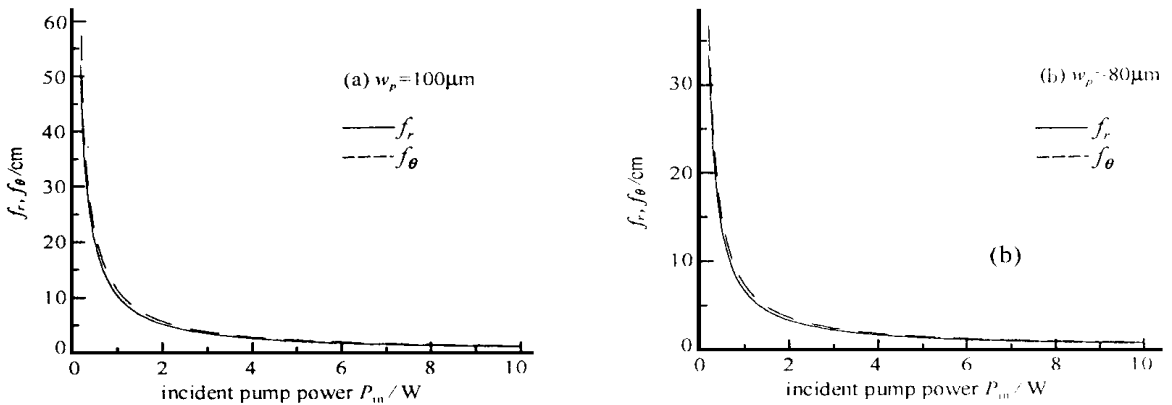 60
50
40
30
20
10
0
f_r, f_θ/cm
(a) w_p=100μm
f_r
f_θ
0 2 4 6 8 10
incident pump power P_in / W
30
20
10
0
f_r, f_θ/cm
(b) w_p=80μm
f_r
f_θ
(b)
0 2 4 6 8 10
incident pump power P_in / W